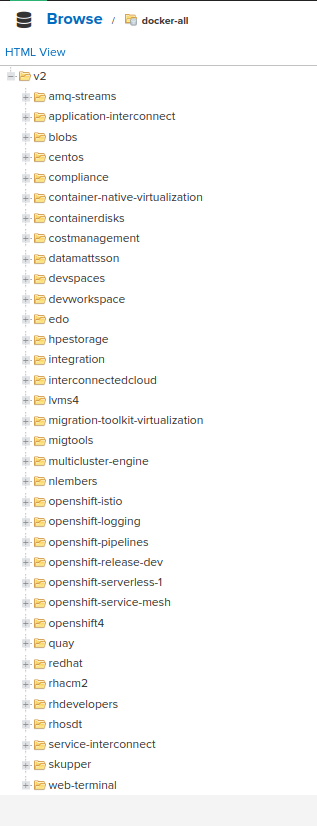 Browse / docker-all
HTML View
v2
amq-streams
application-interconnect
blobs
centos
compliance
container-native-virtualization
containerdisks
costmanagement
datamattsson
devspaces
devworkspace
edo
hpestorage
integration
interconnectedcloud
lvms4
migration-toolkit-virtualization
migtools
multicluster-engine
nlembers
openshift-istio
openshift-logging
openshift-pipelines
openshift-release-dev
openshift-serverless-1
openshift-service-mesh
openshift4
quay
redhat
rhacm2
rhdevelopers
rhosdt
service-interconnect
skupper
web-terminal